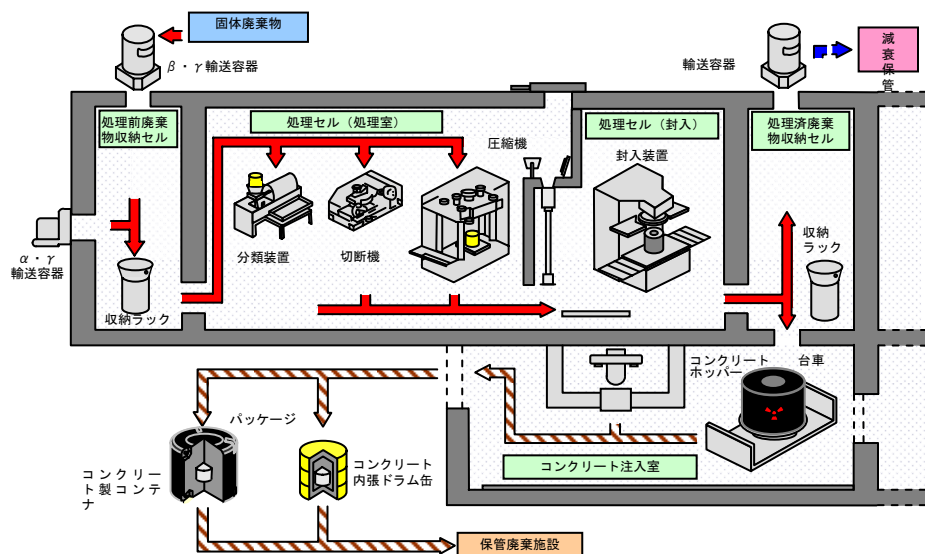 固体廃棄物
β・γ輸送容器
輸送容器
減
衰
保
管
処理前廃棄
物収納セル
処理セル（処理室）
圧縮機
処理セル（封入）
処理済廃棄
物収納セル
封入装置
α・γ
輸送容器
分類装置
切断機
収納
ラック
収納ラック
コンクリート
ホッパー
台車
パッケージ
コンクリー
ト製コンテ
ナ
コンクリート
内張ドラム缶
コンクリート注入室
保管廃棄施設